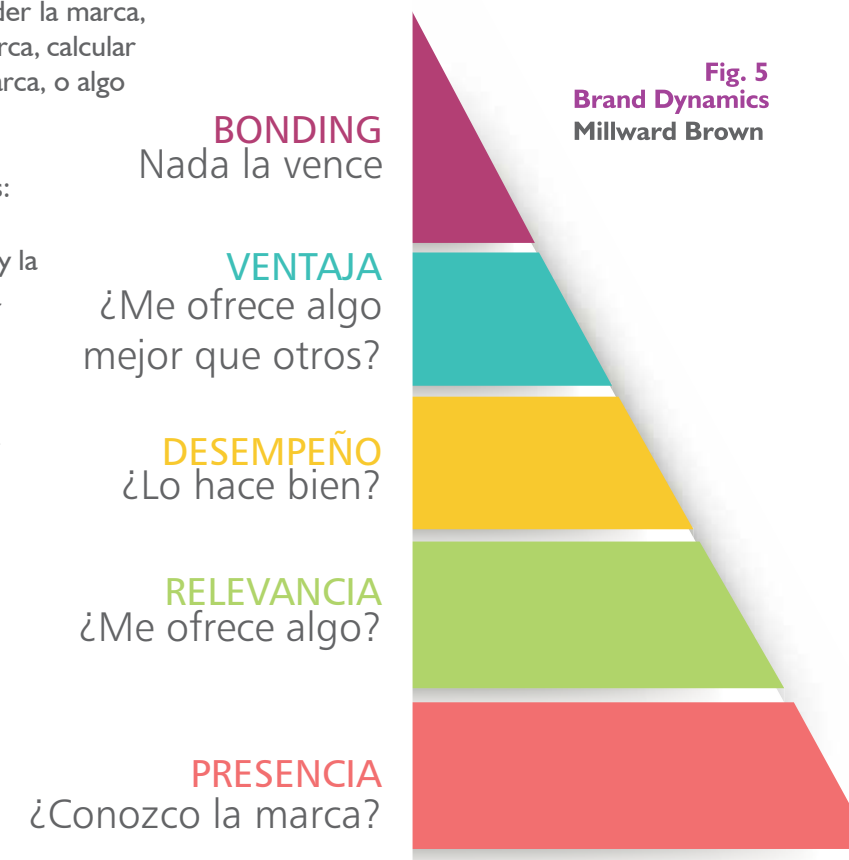 der la marca,
rca, calcular
arca, o algo
s:
y la
Fig. 5
Brand Dynamics
Millward Brown
BONDING
Nada la vence
VENTAJA
¿Me ofrece algo
mejor que otros?
DESEMPEÑO
¿Lo hace bien?
RELEVANCIA
¿Me ofrece algo?
PRESENCIA
¿Conozco la marca?